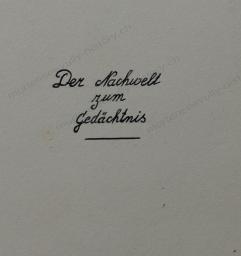 Der Nachwelt
zum
Gedächtnis